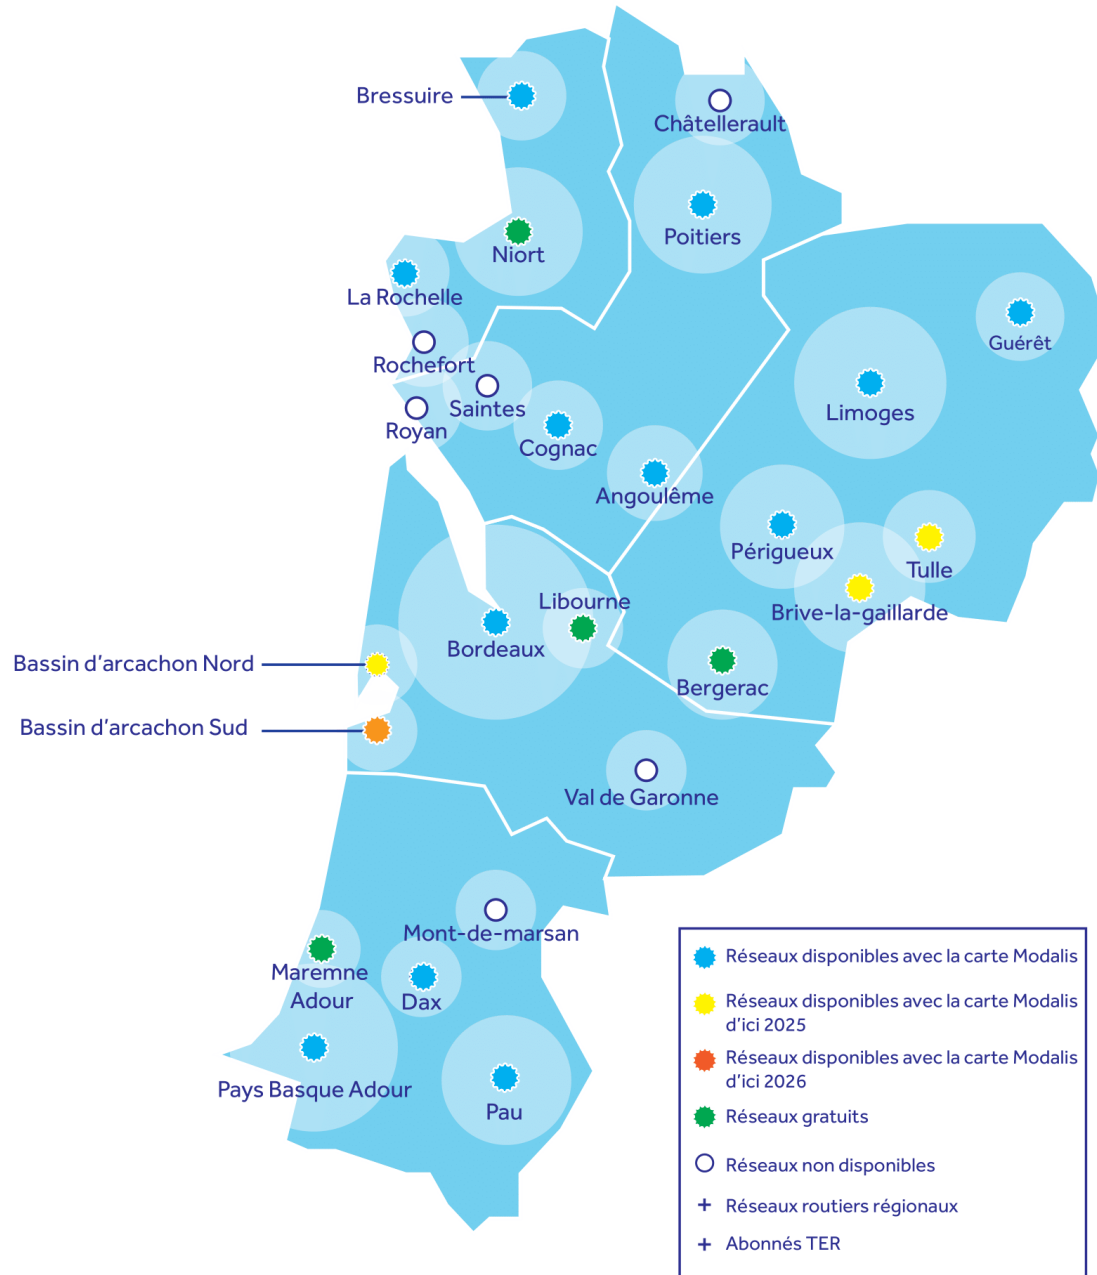 Bressuire
Châtellerault
Poitiers
Niort
La Rochelle
Guérêt
Rochefort
Saintes
Limoges
Royan
Cognac
Angoulême
Périgueux
Tulle
Libourne
Brive-la-gaillarde
Bordeaux
Bassin d'arcachon Nord
Bergerac
Bassin d'arcachon Sud
Val de Garonne
Mont-de-marsan
Maremne
Adour
Dax
Pays Basque Adour
Pau
Réseaux disponibles avec la carte Modalis
Réseaux disponibles avec la carte Modalis
d'ici 2025
Réseaux disponibles avec la carte Modalis
d'ici 2026
Réseaux gratuits
Réseaux non disponibles
+ Réseaux routiers régionaux
+ Abonnés TER